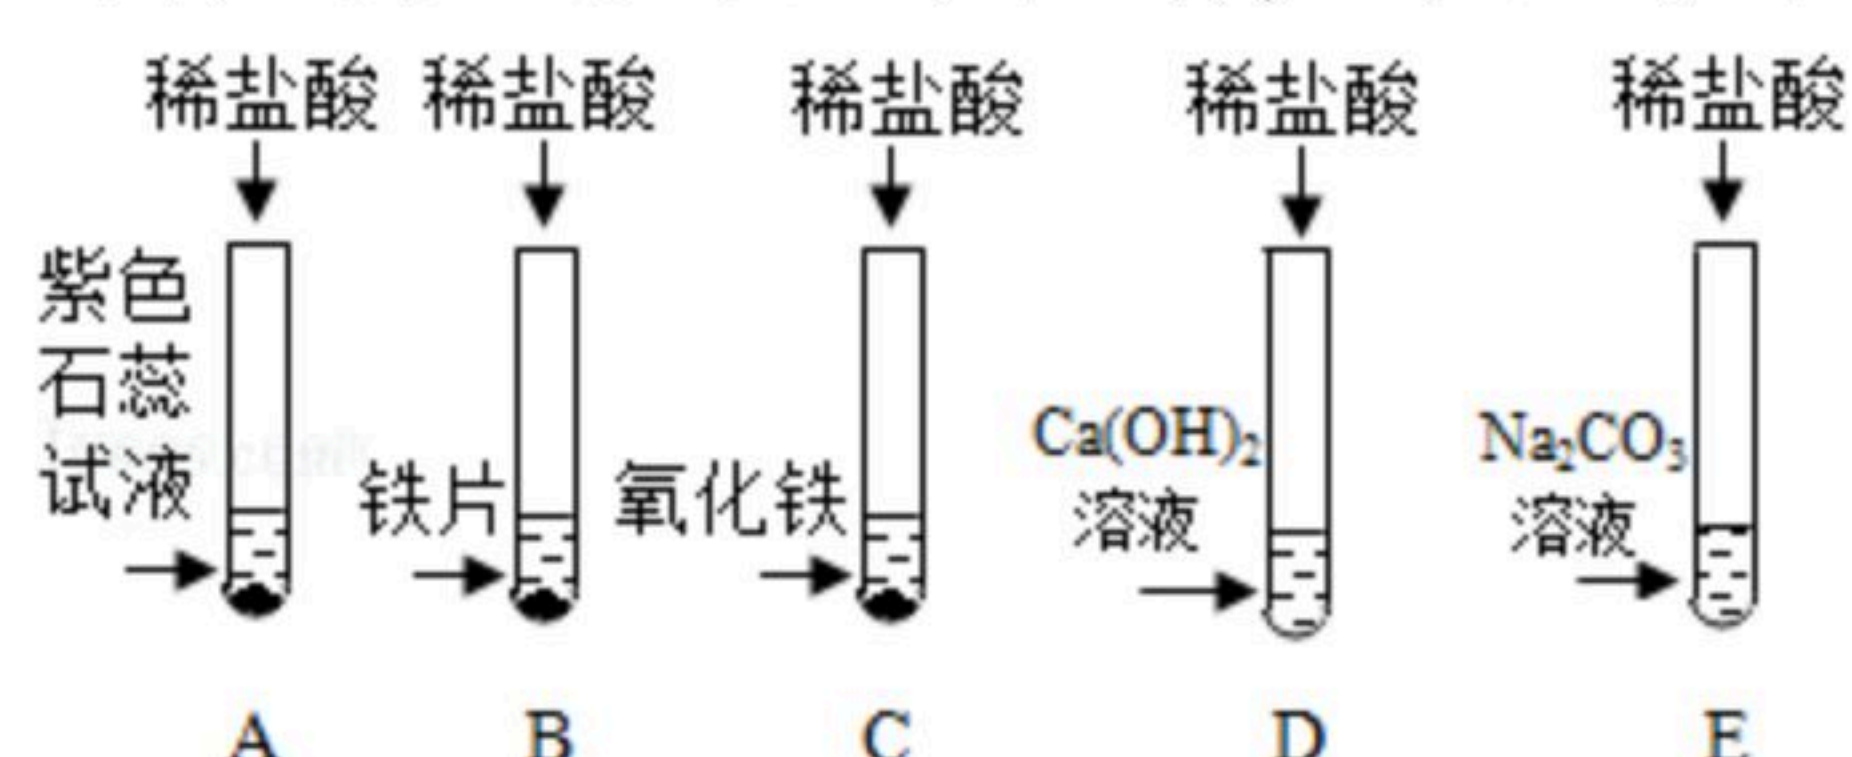 稀盐酸 稀盐酸 稀盐酸 稀盐酸 稀盐酸
紫色
石蕊
试液
铁片
氧化铁
Ca(OH)₂
溶液
Na₂CO₃
溶液
A B C D E